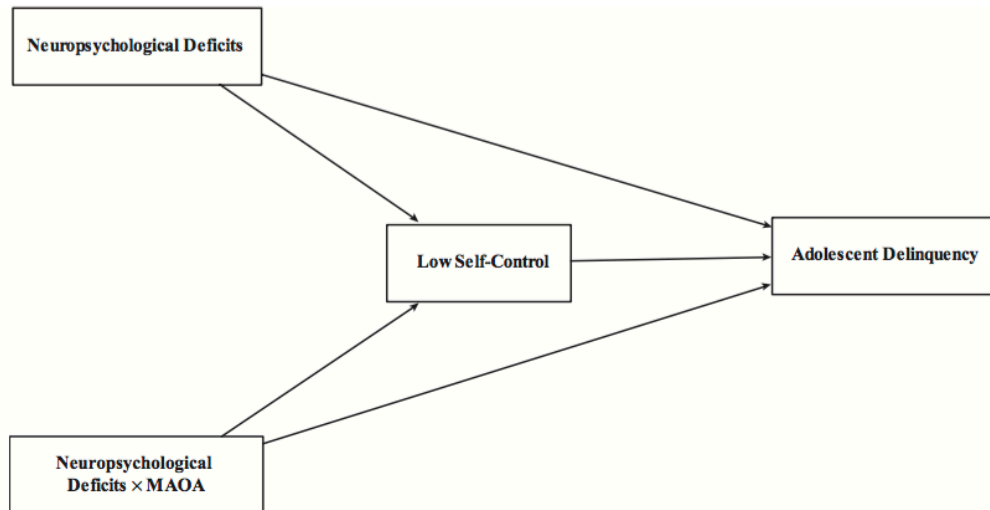 Neuropsychological Deficits
Low Self-Control
Adolescent Delinquency
Neuropsychological
Deficits × MAOA